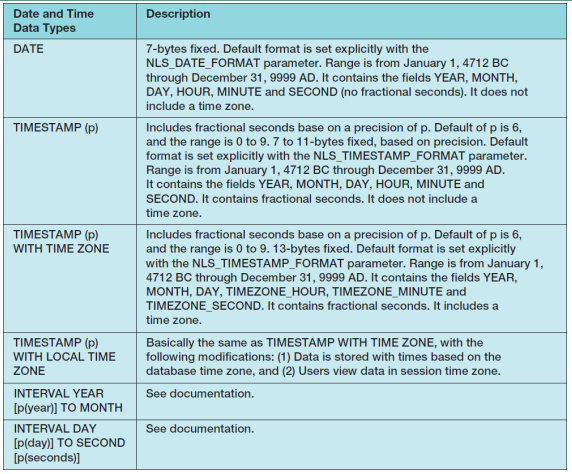 Date and Time Description
Data Types
DATE 7-bytes fixed. Default format is set explicitly with the
NLS_DATE_FORMAT parameter. Range is from January 1, 4712 BC
through December 31, 9999 AD. It contains the fields YEAR, MONTH,
DAY, HOUR, MINUTE and SECOND (no fractional seconds). It does not
include a time zone.
TIMESTAMP (p) Includes fractional seconds base on a precision of p. Default of p is 6,
and the range is 0 to 9. 7 to 11-bytes fixed, based on precision. Default
format is set explicitly with the NLS_TIMESTAMP_FORMAT parameter.
Range is from January 1, 4712 BC through December 31, 9999 AD.
It contains the fields YEAR, MONTH, DAY, HOUR, MINUTE and
SECOND. It contains fractional seconds. It does not include a
time zone.
TIMESTAMP (p) Includes fractional seconds base on a precision of p. Default of p is 6,
WITH TIME ZONE and the range is 0 to 9. 13-bytes fixed. Default format is set explicitly
with the NLS_TIMESTAMP_FORMAT parameter. Range is from January 1,
4712 BC through December 31, 9999 AD. It contains the fields YEAR,
MONTH, DAY, TIMEZONE_HOUR, TIMEZONE_MINUTE and
TIMEZONE_SECOND. It contains fractional seconds. It includes a
time zone.
TIMESTAMP (p) Basically the same as TIMESTAMP WITH TIME ZONE, with the
WITH LOCAL TIME following modifications: (1) Data is stored with times based on the
ZONE database time zone, and (2) Users view data in session time zone.
INTERVAL YEAR See documentation.
[p(year)] TO MONTH
INTERVAL DAY See documentation.
[p(day)] TO SECOND
[p(seconds)]